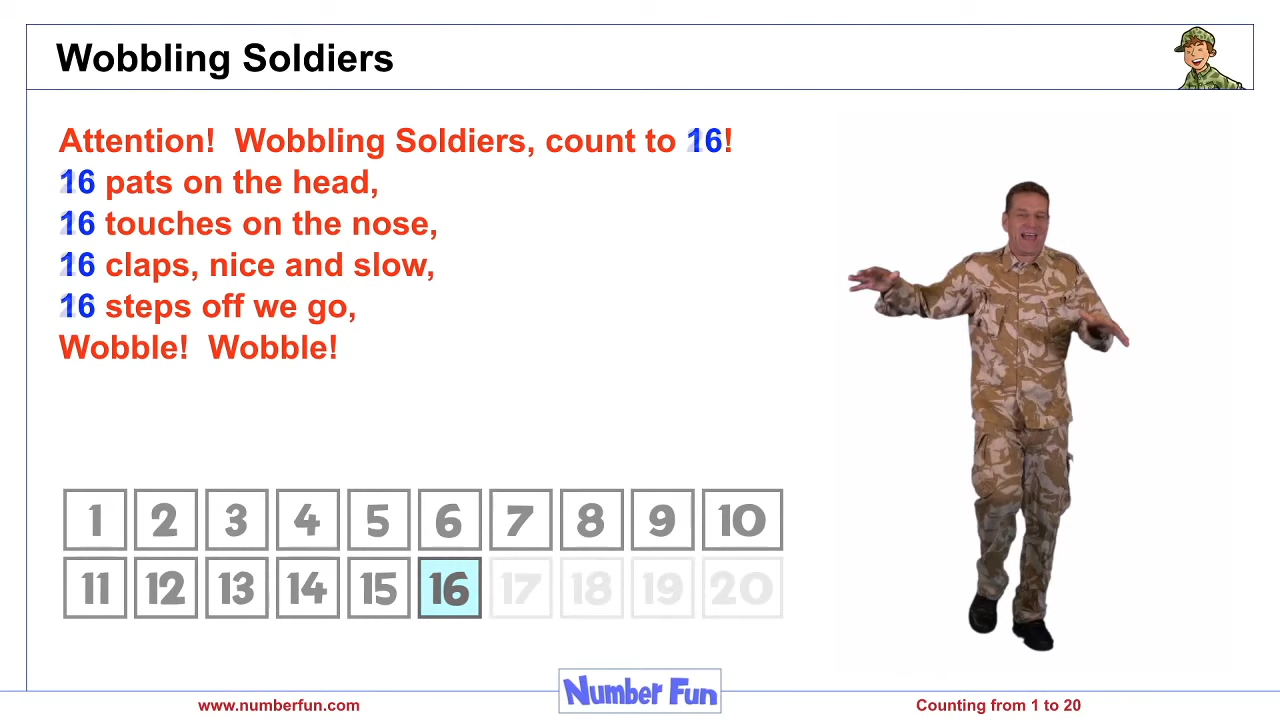 Wobbling Soldiers
Attention!  Wobbling Soldiers, count to 16!
16 pats on the head,
16 touches on the nose,
16 claps, nice and slow,
16 steps off we go,
Wobble!  Wobble!
1 2 3 4 5 6 7 8 9 10
11 12 13 14 15 16 17 18 19 20
www.numberfun.com
Number Fun
Counting from 1 to 20